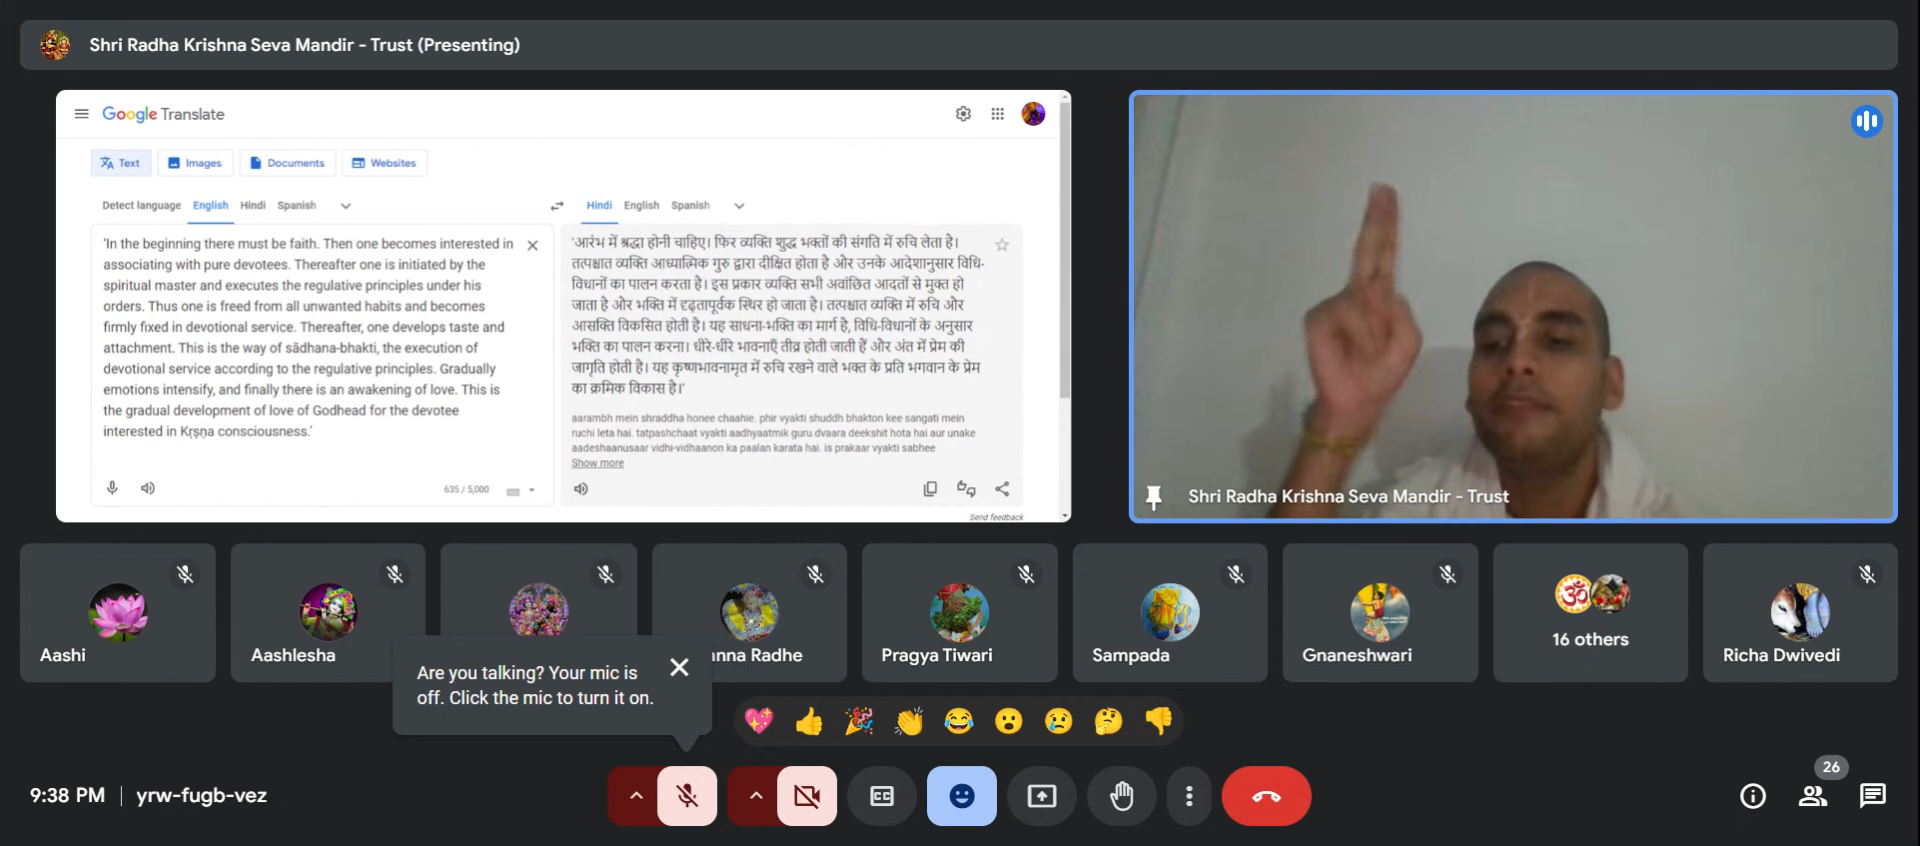 Shri Radha Krishna Seva Mandir - Trust (Presenting)
Google Translate
Text
Images
Documents
Websites
Detect language English Hindi Spanish
Hindi English Spanish
'In the beginning there must be faith. Then one becomes interested in
associating with pure devotees. Thereafter one is initiated by the
spiritual master and executes the regulative principles under his
orders. Thus one is freed from all unwanted habits and becomes
firmly fixed in devotional service. Thereafter, one develops taste and
attachment. This is the way of sādhana-bhakti, the execution of
devotional service according to the regulative principles. Gradually
emotions intensify, and finally there is an awakening of love. This is
the gradual development of love of Godhead for the devotee
interested in Kṛṣṇa consciousness.'
635 / 5,000
'आरंभ में श्रद्धा होनी चाहिए। फिर व्यक्ति शुद्ध भक्तों की संगति में रुचि लेता है।
तत्पश्चात व्यक्ति आध्यात्मिक गुरु द्वारा दीक्षित होता है और उनके आदेशानुसार विधि-
विधानों का पालन करता है। इस प्रकार व्यक्ति सभी अवांछित आदतों से मुक्त हो
जाता है और भक्ति में दृढ़तापूर्वक स्थिर हो जाता है। तत्पश्चात व्यक्ति में रुचि और
आसक्ति विकसित होती है। यह साधना-भक्ति का मार्ग है, विधि-विधानों के अनुसार
भक्ति का पालन करना। धीरे-धीरे भावनाएँ तीव्र होती जाती हैं और अंत में प्रेम की
जागृति होती है। यह कृष्णभावनामृत में रुचि रखने वाले भक्त के प्रति भगवान के प्रेम
का क्रमिक विकास है।'
aarambh mein shraddha honee chaahie. phir vyakti shuddh bhakton kee sangati mein
ruchi leta hai. tatpashchaat vyakti aadhyaatmik guru dvaara deekshit hota hai aur unake
aadeshaanusaar vidhi-vidhaanon ka paalan karata hai. is prakaar vyakti sabhee
Show more
Send feedback
Shri Radha Krishna Seva Mandir - Trust
Aashi
Aashlesha
nna Radhe
Pragya Tiwari
Sampada
Gnaneshwari
ॐ
16 others
Richa Dwivedi
Are you talking? Your mic is
off. Click the mic to turn it on.
9:38 PM | yrw-fugb-vez
CC
26